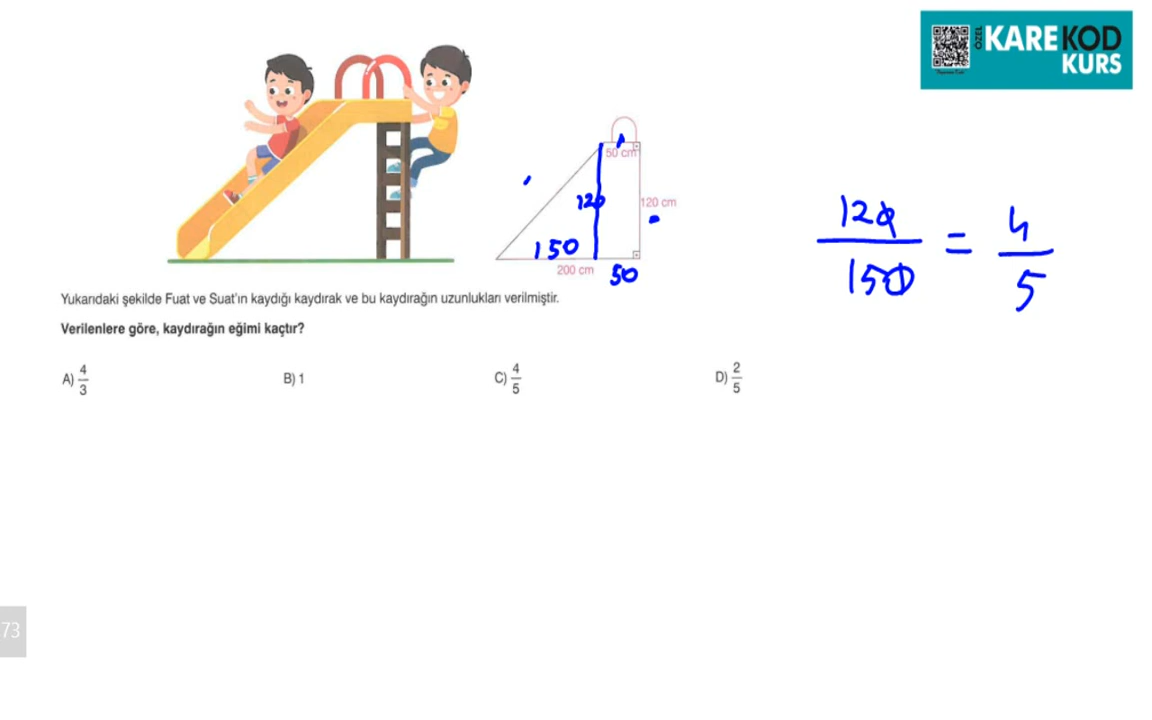 ÖZEL
KAREKOD
KURS
50 cm
120
120 cm
150
200 cm
50
120
150
=
4
5
Yukarıdaki şekilde Fuat ve Suat'ın kaydığı kaydırak ve bu kaydırağın uzunlukları verilmiştir.
Verilenlere göre, kaydırağın eğimi kaçtır?
A) 4/3 B) 1 C) 4/5 D) 2/5
73